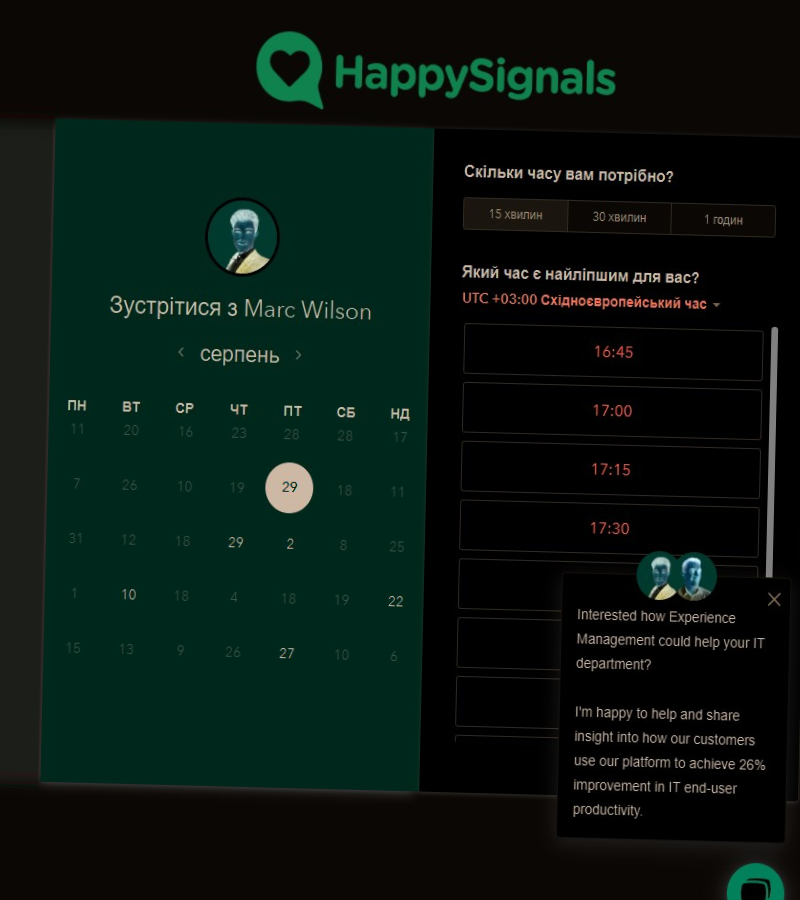 HappySignals
Зустрітися з Marc Wilson
серпень
ПН ВТ СР ЧТ ПТ СБ НД
11 20 16 23 28 28 17
7 26 10 19 29 18 11
31 12 18 29 2 8 25
1 10 18 4 18 19 22
15 13 9 26 27 10 6
Скільки часу вам потрібно?
15 хвилин 30 хвилин 1 годин
Який час є найліпшим для вас?
UTC +03:00 Східноєвропейський час
16:45
17:00
17:15
17:30
Interested how Experience
Management could help your IT
department?
I'm happy to help and share
insight into how our customers
use our platform to achieve 26%
improvement in IT end-user
productivity.